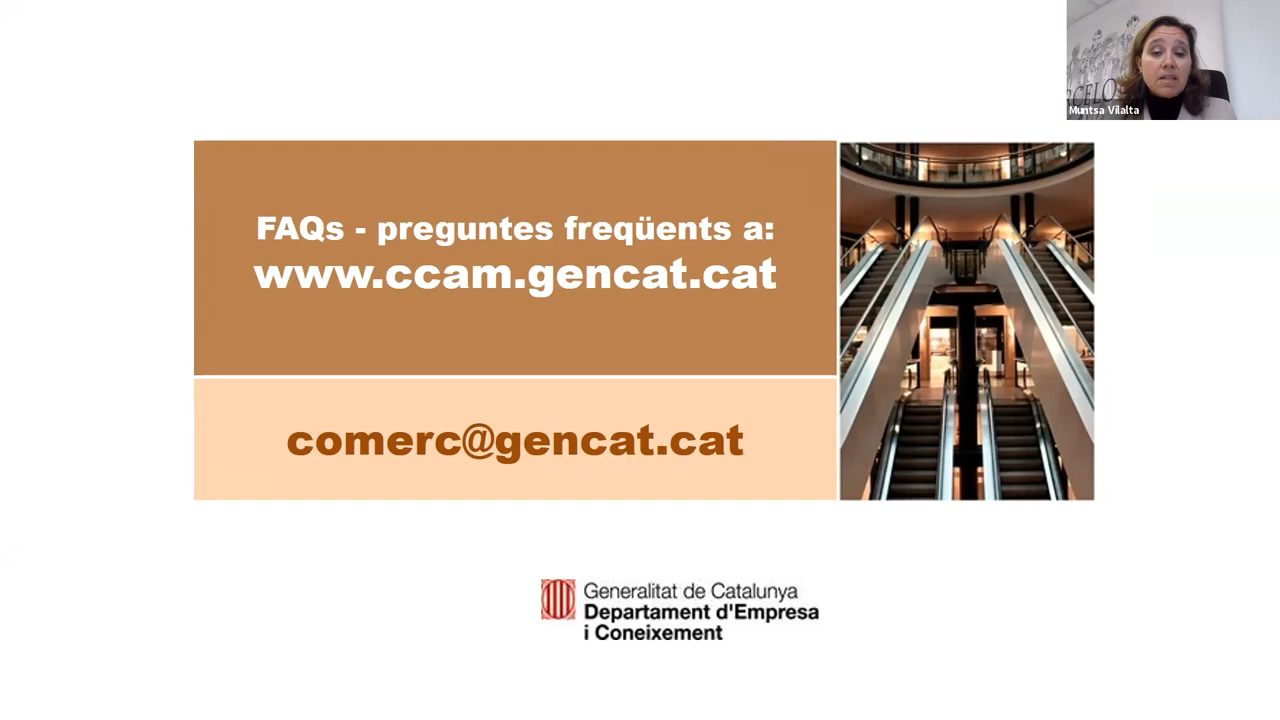 Muntsa Vilalta
FAQs - preguntes freqüents a:
www.ccam.gencat.cat
comerc@gencat.cat
Generalitat de Catalunya
Departament d'Empresa
i Coneixement